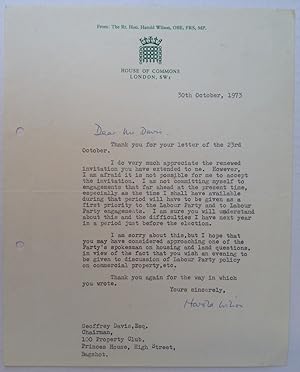 From: The Rt. Hon. Harold Wilson, OBE, FRS, MP.
HOUSE OF COMMONS
LONDON, SW1
30th October, 1973
Dear Mr Davis
Thank you for your letter of the 23rd
October.
I do very much appreciate the renewed
invitation you have extended to me. However,
I am afraid it is not possible for me to accept
the invitation. I am not committing myself to
engagements that far ahead at the present time,
especially as the time I shall have available
during that period will have to be given as a
first priority to the Labour Party and to Labour
Party engagements. I am sure you will understand
about this and the difficulties I have next year
in a period just before the election.
I am sorry about this, but I hope that
you may have considered approaching one of the
Party's spokesman on housing and land questions,
in view of the fact that you wish an evening to
be given to discussion of Labour Party policy
on commercial property, etc.
Thank you again for the way in which
you wrote.
Yours sincerely,
Harold Wilson
Geoffrey Davis, Esq.
Chairman,
100 Property Club,
Princes House, High Street,
Bagshot.